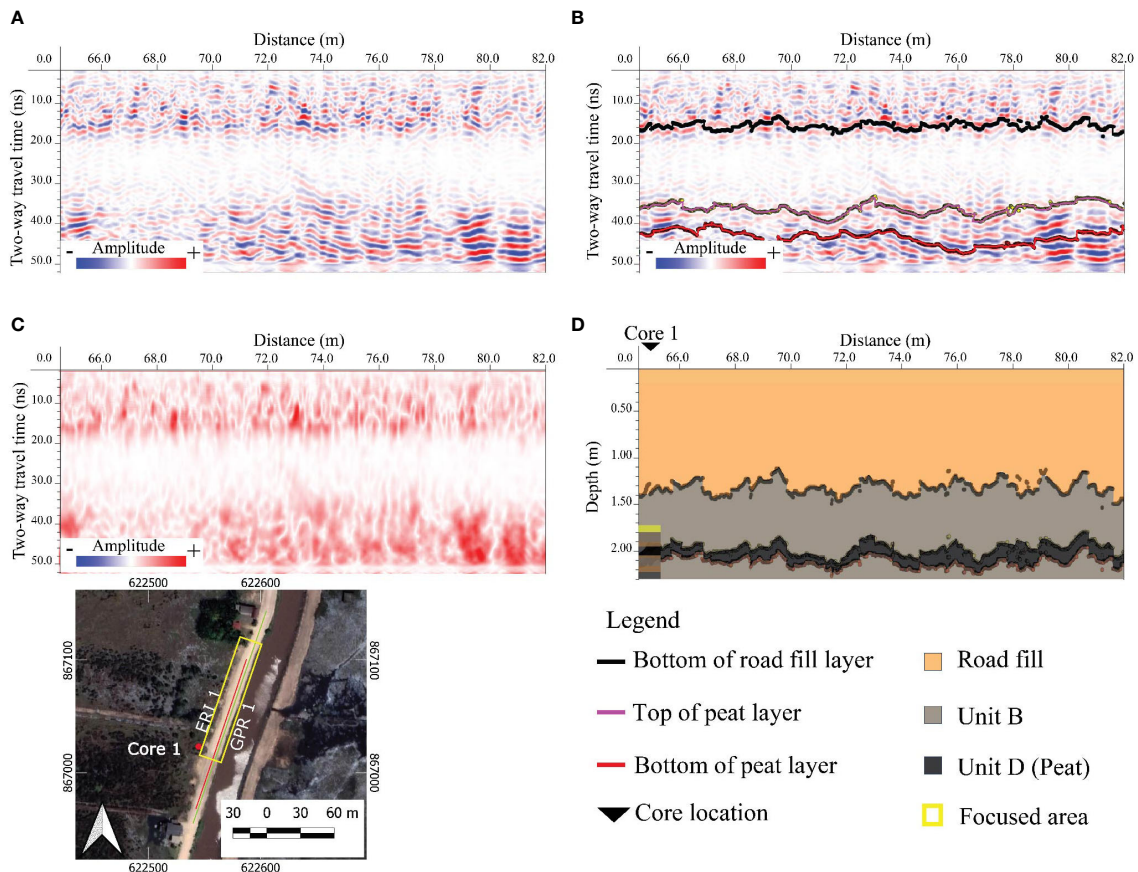 A
Distance (m)
0.0 66.0 68.0 70.0 72.0 74.0 76.0 78.0 80.0 82.0
Two-way travel time (ns)
10.0
20.0
30.0
40.0
50.0
- Amplitude +
B
Distance (m)
0.0 66.0 68.0 70.0 72.0 74.0 76.0 78.0 80.0 82.0
Two-way travel time (ns)
10.0
20.0
30.0
40.0
50.0
- Amplitude +
C
Distance (m)
0.0 66.0 68.0 70.0 72.0 74.0 76.0 78.0 80.0 82.0
Two-way travel time (ns)
10.0
20.0
30.0
40.0
50.0
- Amplitude +
D
Core 1
Distance (m)
0.0 66.0 68.0 70.0 72.0 74.0 76.0 78.0 80.0 82.0
Depth (m)
0.50
1.00
1.50
2.00
622500 622600
867100 867100
ERI 1
GPR 1
Core 1
867000 867000
30 0 30 60 m
622500 622600
Legend
Bottom of road fill layer
Road fill
Top of peat layer
Unit B
Bottom of peat layer
Unit D (Peat)
Core location
Focused area